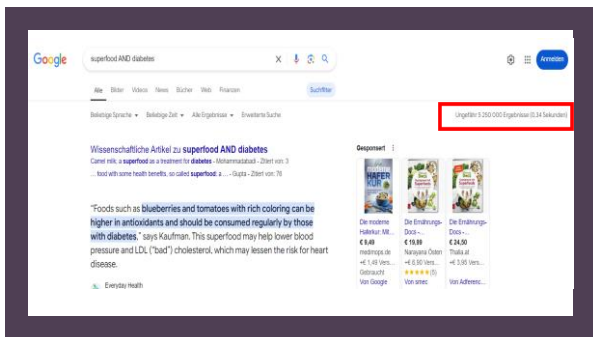 Google
superfood AND diabetes
Anmelden
Alle Bilder Videos News Bücher Web Finanzen Suchfilter
Beliebige Sprache Beliebige Zeit Alle Ergebnisse Erweiterte Suche
Ungefähr 5 250 000 Ergebnisse (0,34 Sekunden)
Wissenschaftliche Artikel zu superfood AND diabetes
Camel milk, a superfood as a treatment for diabetes - Mohammadabadi - Zitiert von: 3
... food with some health benefits, so called superfood: a ... - Gupta - Zitiert von: 76
"Foods such as blueberries and tomatoes with rich coloring can be
higher in antioxidants and should be consumed regularly by those
with diabetes," says Kaufman. This superfood may help lower blood
pressure and LDL ("bad") cholesterol, which may lessen the risk for heart
disease.
Everyday Health
Gesponsert
HAFER
KUR
Die moderne
Haferkur: Mit...
€ 9,49
medimops.de
+€ 1,49 Vers...
Gebraucht
Von Google
Die Ernährungs-
Docs -...
€ 19,99
Narayana Österr
+€ 6,90 Vers...
(5)
Von smec
Die Ernährungs-
Docs -...
€ 24,50
Thalia.at
+€ 3,95 Vers...
Von Adferenc...